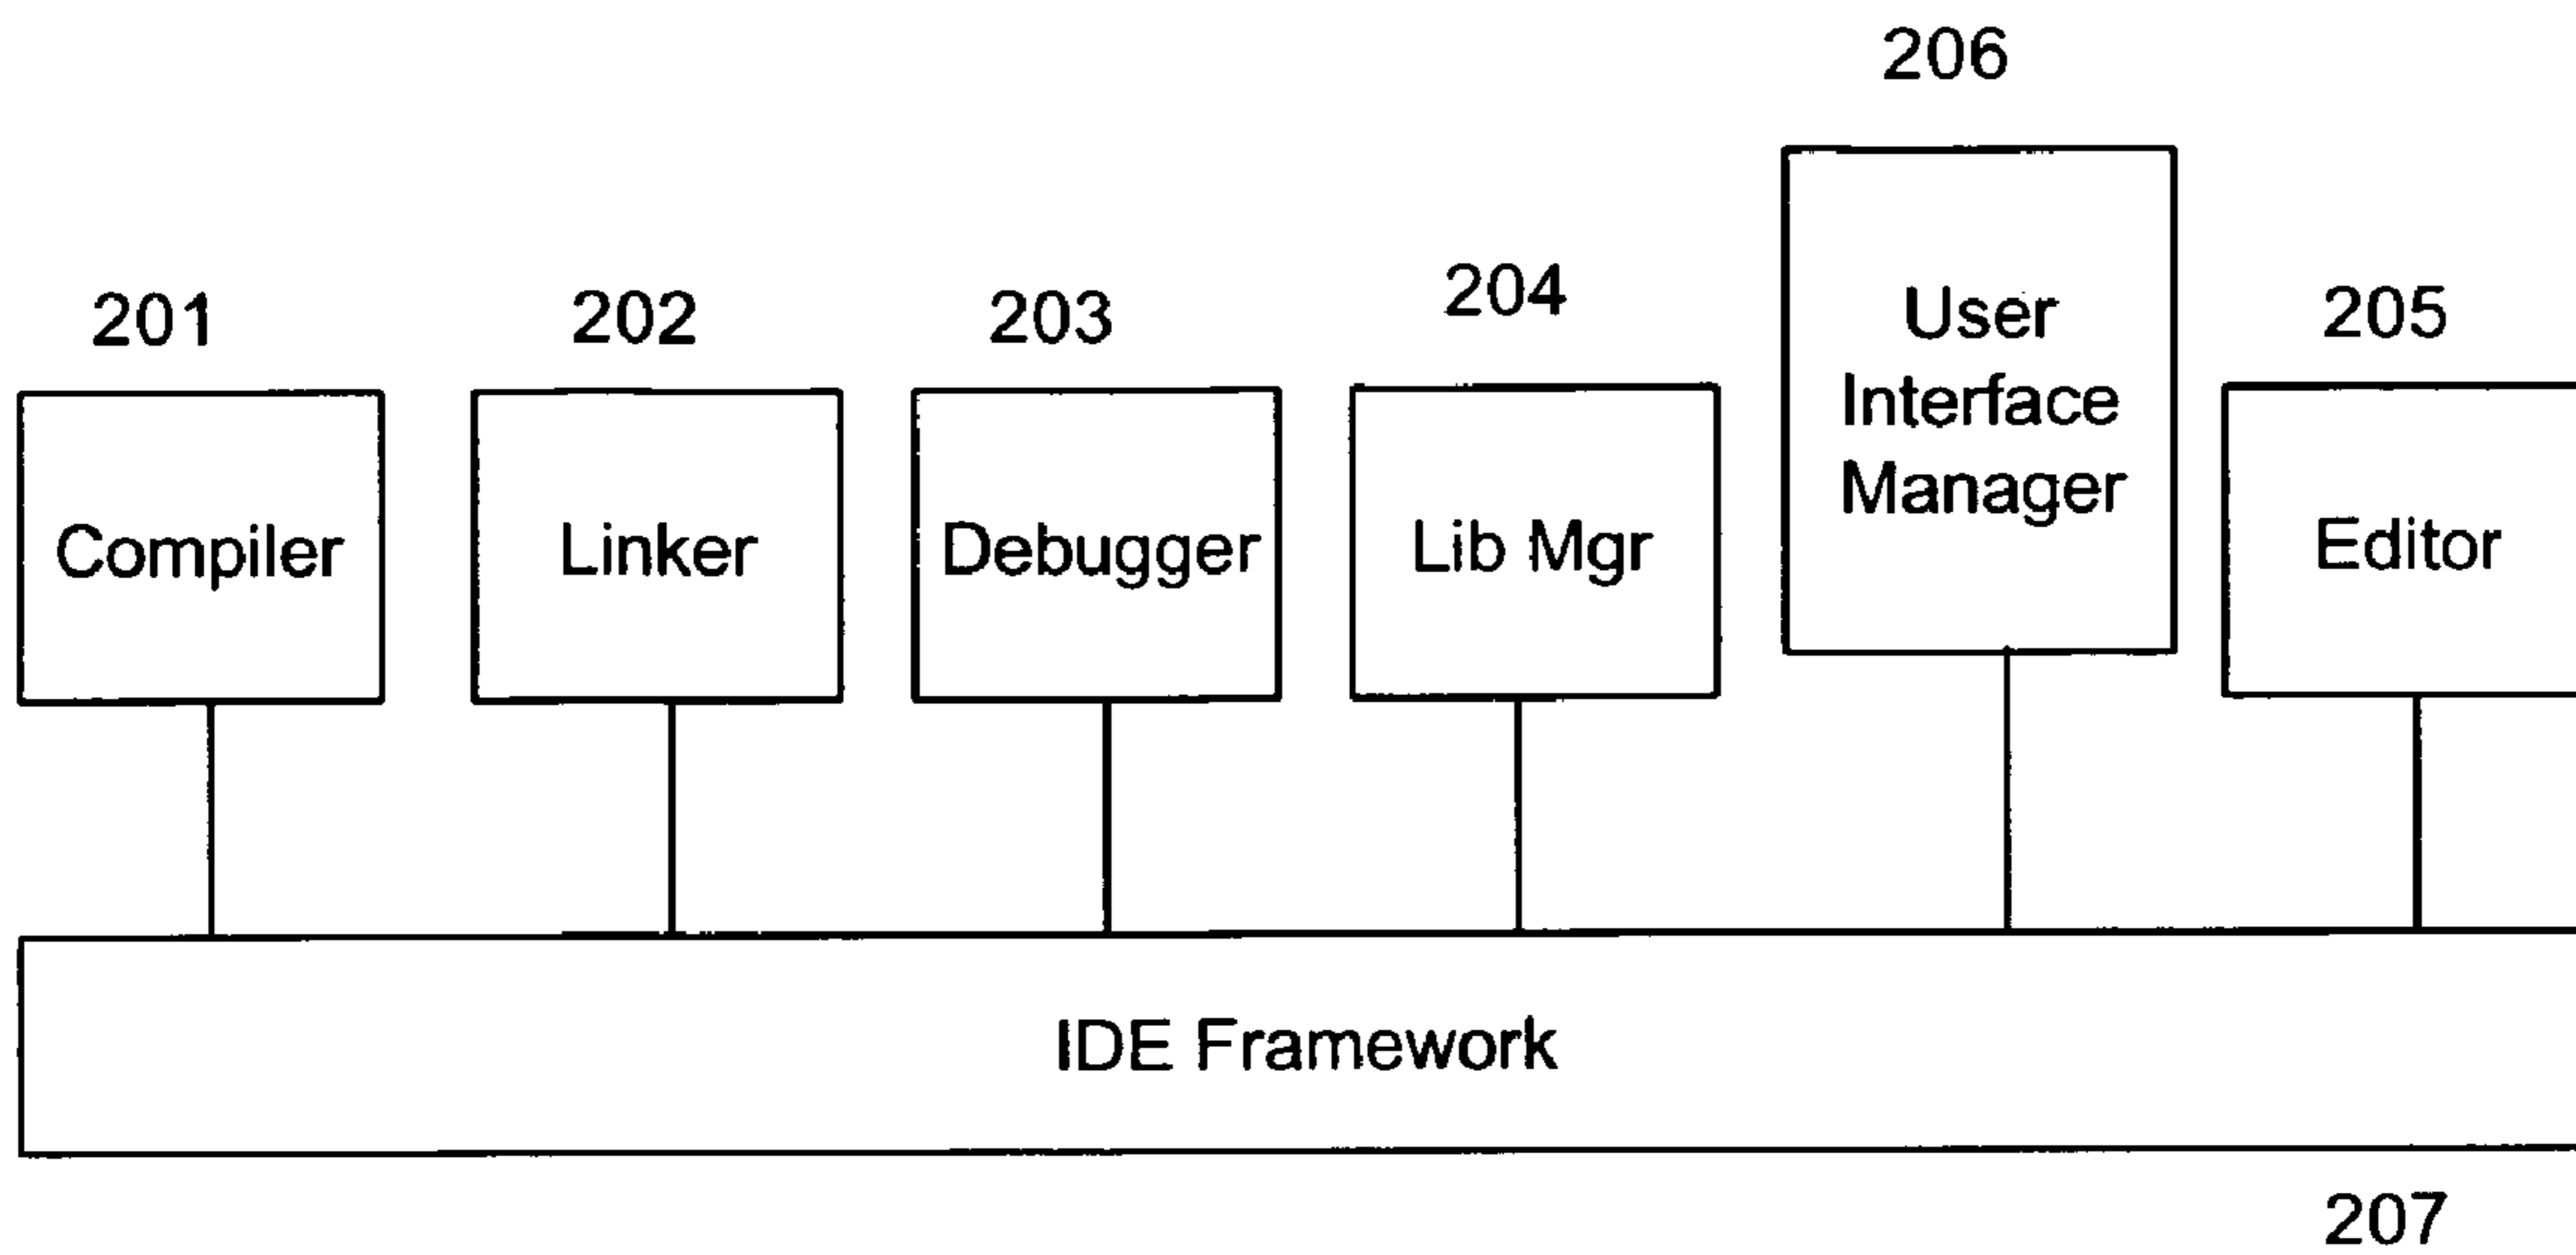 206
201
202
203
204
205
User
Interface
Manager
Compiler
Linker
Debugger
Lib Mgr
Editor
IDE Framework
207